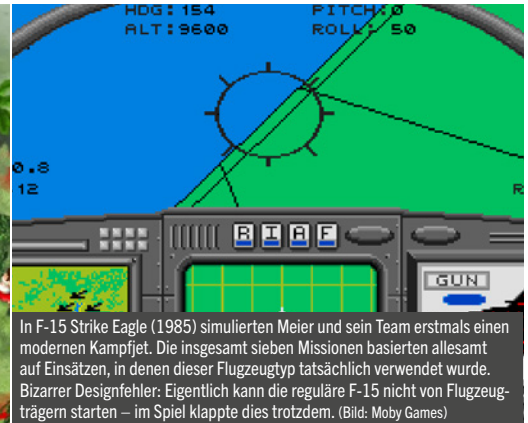 HDG:154 PITCH:0
ALT:9600 ROLL: 50
0.8
12 R
R I A F
GUN
In F-15 Strike Eagle (1985) simulierten Meier und sein Team erstmals einen
modernen Kampfjet. Die insgesamt sieben Missionen basierten allesamt
auf Einsätzen, in denen dieser Flugzeugtyp tatsächlich verwendet wurde.
Bizarrer Designfehler: Eigentlich kann die reguläre F-15 nicht von Flugzeug-
trägern starten – im Spiel klappte dies trotzdem. (Bild: Moby Games)